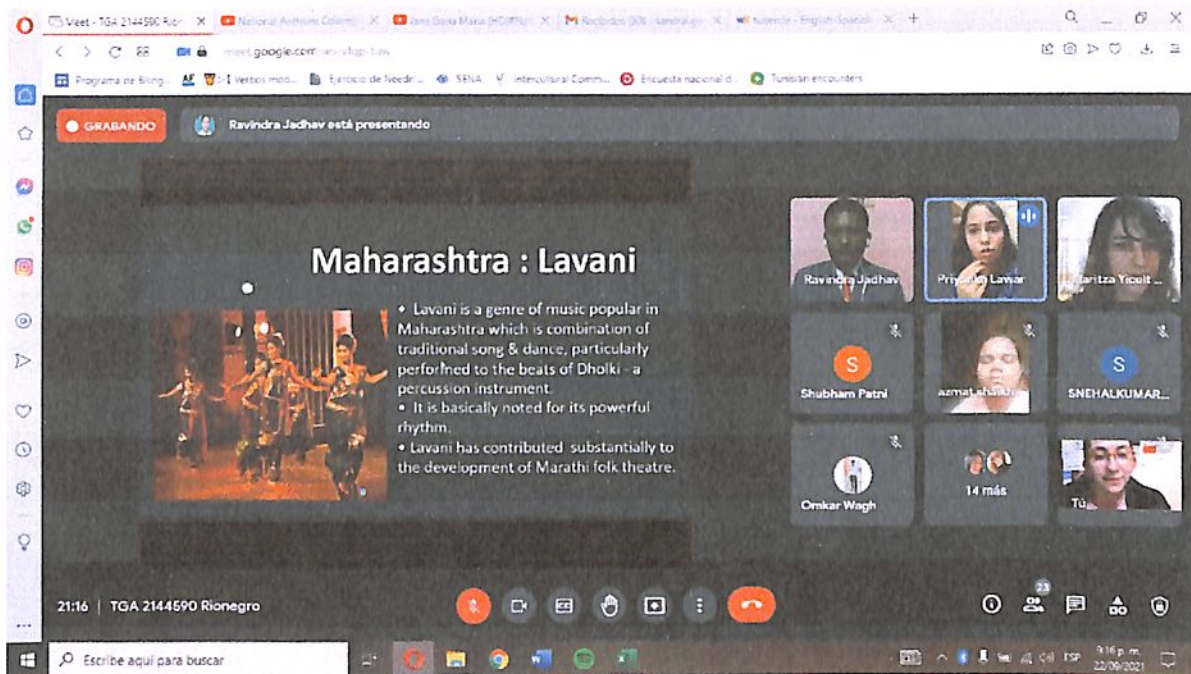 Meet - TGA 2144590 Rion
National Anthem Colom
Jana Gana Mana
Recibidos
English-Spanish
meet.google.com
Programa de Biling...
AF
Verbos mod...
Ejercicio de Needr...
SENA
Intercultural Comm...
Encuesta nacional d...
Tunisian encounters
GRABANDO
Ravindra Jadhav está presentando
Maharashtra : Lavani
• Lavani is a genre of music popular in
Maharashtra which is combination of
traditional song & dance, particularly
performed to the beats of Dholki - a
percussion instrument.
• It is basically noted for its powerful
rhythm.
• Lavani has contributed substantially to
the development of Marathi folk theatre.
Ravindra Jadhav
Lawar
aritza Yicelt ...
S
Shubham Patni
azmat shaikh
S
SNEHALKUMAR...
Omkar Wagh
14 más
Tú
21:16 | TGA 2144590 Rionegro
23
Escribe aquí para buscar
ESP
9:16 p. m.
22/09/2021